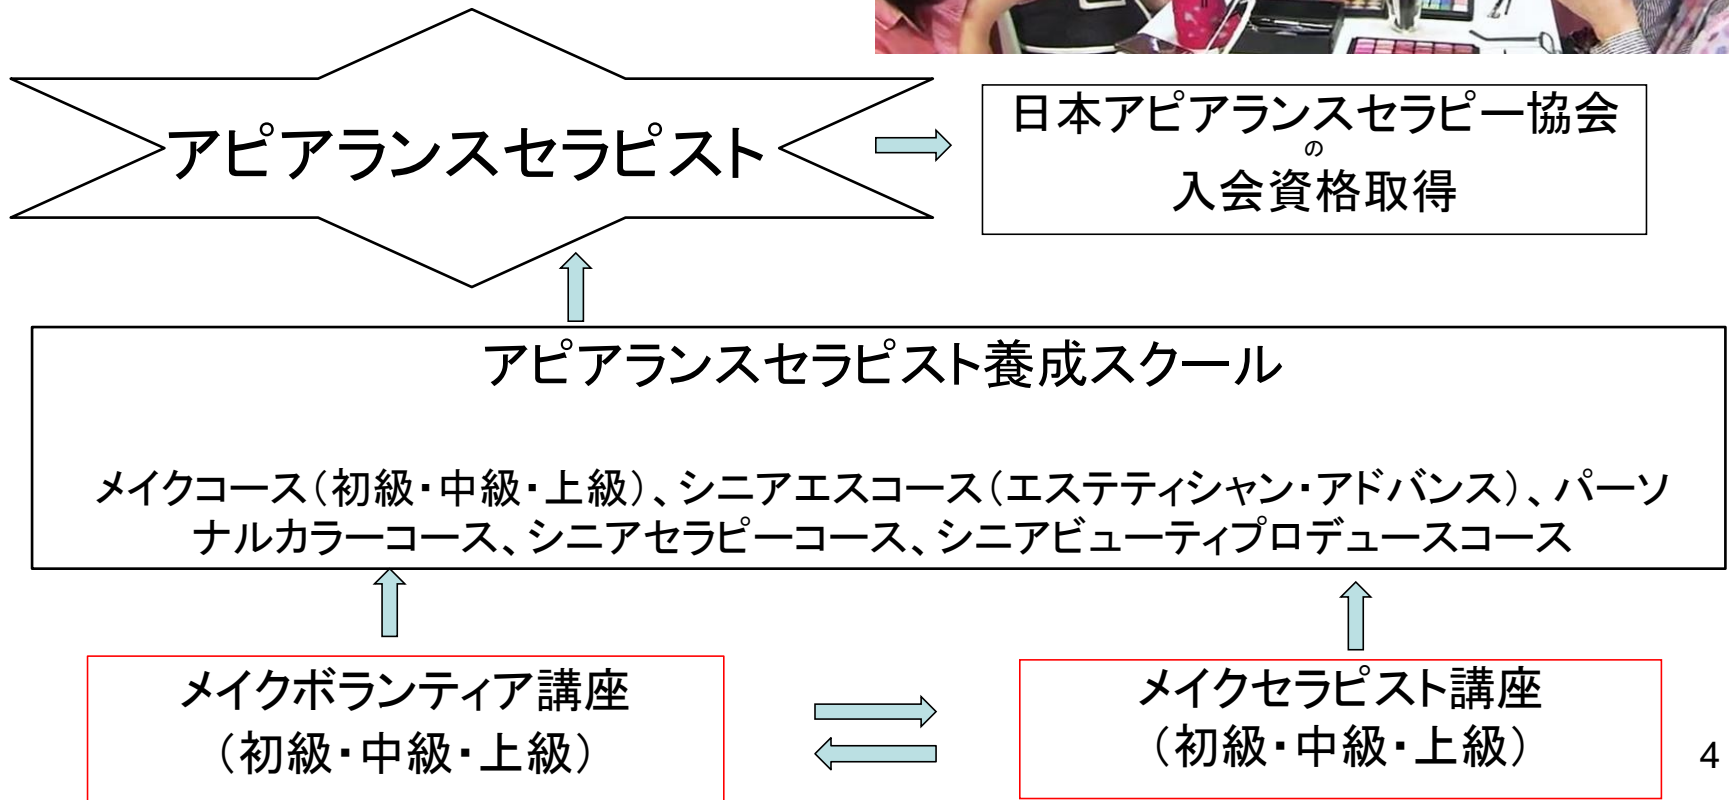 アピアランスセラピスト
日本アピアランスセラピー協会
の
入会資格取得
アピアランスセラピスト養成スクール
メイクコース（初級・中級・上級）、シニアエスコース（エステティシャン・アドバンス）、パーソ
ナルカラーコース、シニアセラピーコース、シニアビューティプロデュースコース
メイクボランティア講座
（初級・中級・上級）
メイクセラピスト講座
（初級・中級・上級）
4